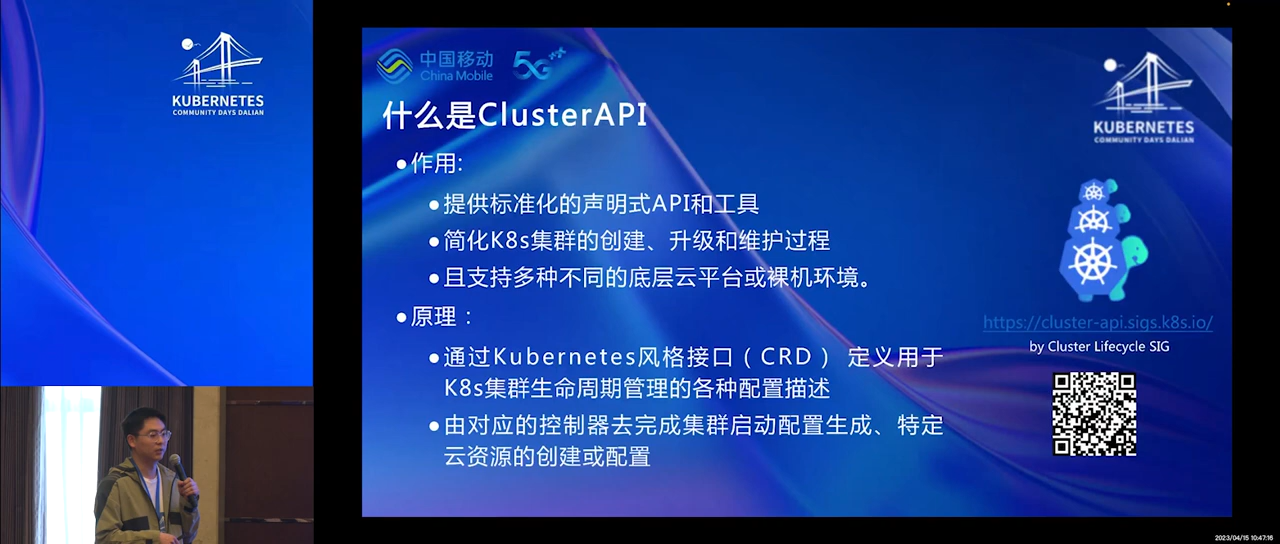 KUBERNETES
COMMUNITY DAYS DALIAN
中国移动
China Mobile
5G++
KUBERNETES
COMMUNITY DAYS DALIAN
什么是ClusterAPI
●作用:
●提供标准化的声明式API和工具
●简化K8s集群的创建、升级和维护过程
●且支持多种不同的底层云平台或裸机环境。
●原理：
●通过Kubernetes风格接口（CRD） 定义用于
K8s集群生命周期管理的各种配置描述
●由对应的控制器去完成集群启动配置生成、特定
云资源的创建或配置
https://cluster-api.sigs.k8s.io/
by Cluster Lifecycle SIG
2023/04/15 10:47:16